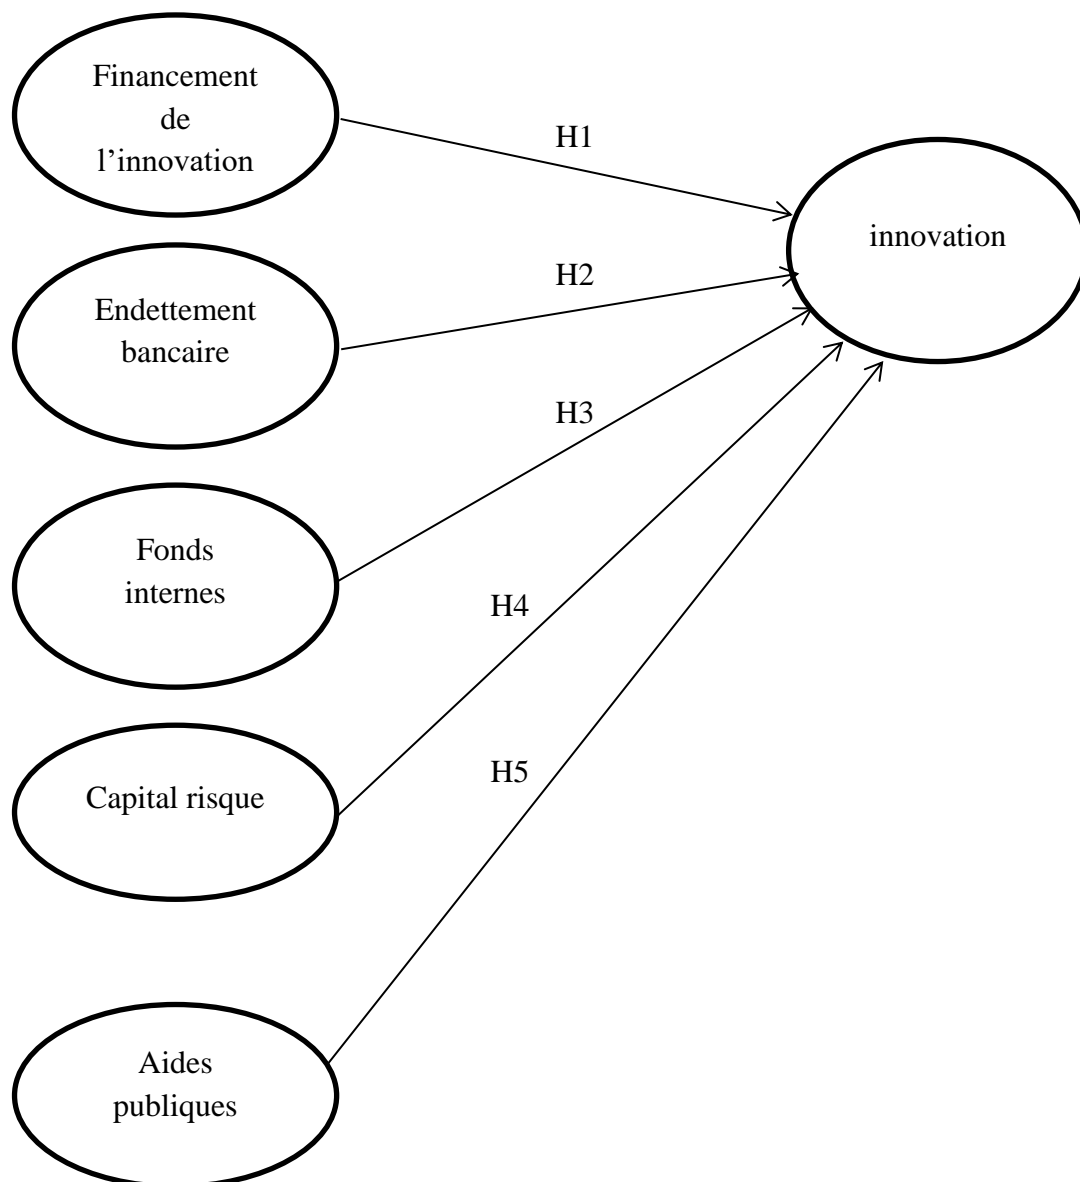 Financement
de
l’innovation
H1
innovation
H2
Endettement
bancaire
H3
Fonds
internes
H4
Capital risque
H5
Aides
publiques